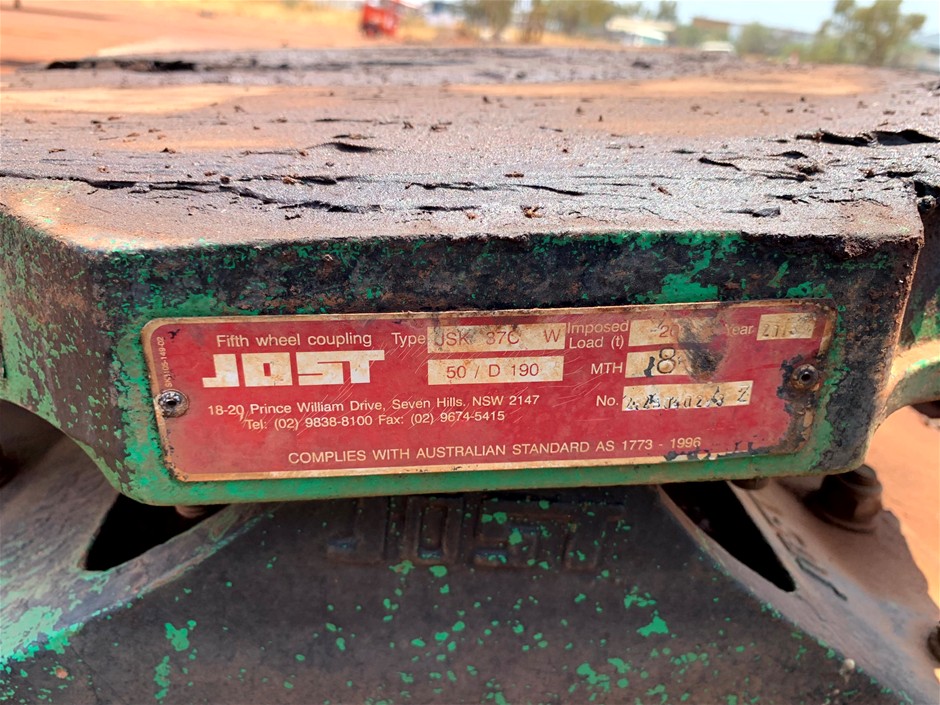 Fifth wheel coupling Type JSK 37C W Imposed Load (t) Year
JOST 50 / D 190 MTH 8
No.
18-20 Prince William Drive, Seven Hills. NSW 2147
Tel: (02) 9838-8100 Fax: (02) 9674-5415
COMPLIES WITH AUSTRALIAN STANDARD AS 1773 - 1996
JOST